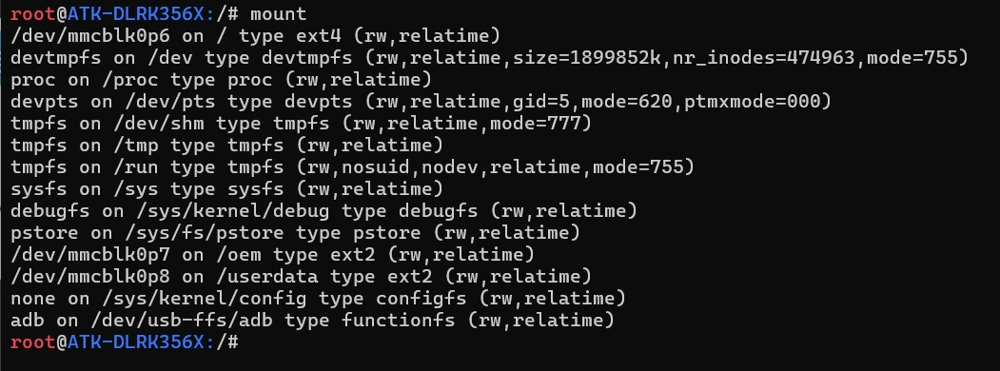 root@ATK-DLRK356X:/# mount
/dev/mmcblk0p6 on / type ext4 (rw,relatime)
devtmpfs on /dev type devtmpfs (rw,relatime,size=1899852k,nr_inodes=474963,mode=755)
proc on /proc type proc (rw,relatime)
devpts on /dev/pts type devpts (rw,relatime,gid=5,mode=620,ptmxmode=000)
tmpfs on /dev/shm type tmpfs (rw,relatime,mode=777)
tmpfs on /tmp type tmpfs (rw,relatime)
tmpfs on /run type tmpfs (rw,nosuid,nodev,relatime,mode=755)
sysfs on /sys type sysfs (rw,relatime)
debugfs on /sys/kernel/debug type debugfs (rw,relatime)
pstore on /sys/fs/pstore type pstore (rw,relatime)
/dev/mmcblk0p7 on /oem type ext2 (rw,relatime)
/dev/mmcblk0p8 on /userdata type ext2 (rw,relatime)
none on /sys/kernel/config type configfs (rw,relatime)
adb on /dev/usb-ffs/adb type functionfs (rw,relatime)
root@ATK-DLRK356X:/#